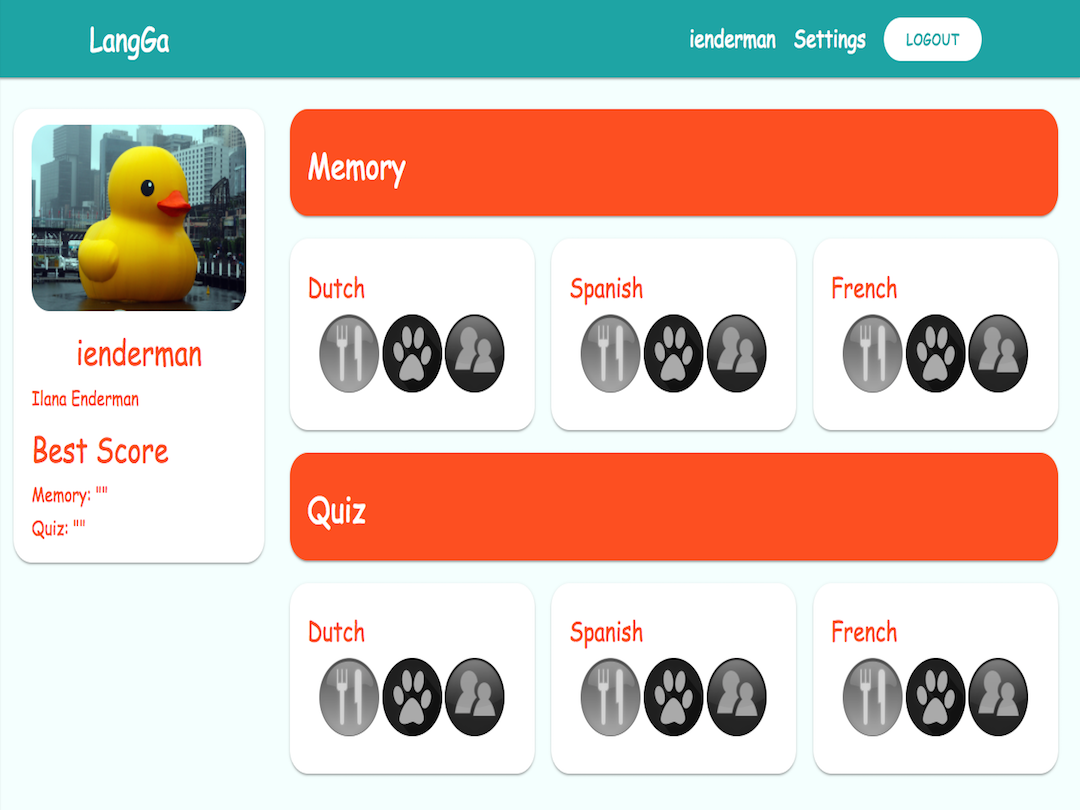 LangGa
ienderman Settings LOGOUT
ienderman
Ilana Enderman
Best Score
Memory: ""
Quiz: ""
Memory
Dutch
Spanish
French
Quiz
Dutch
Spanish
French